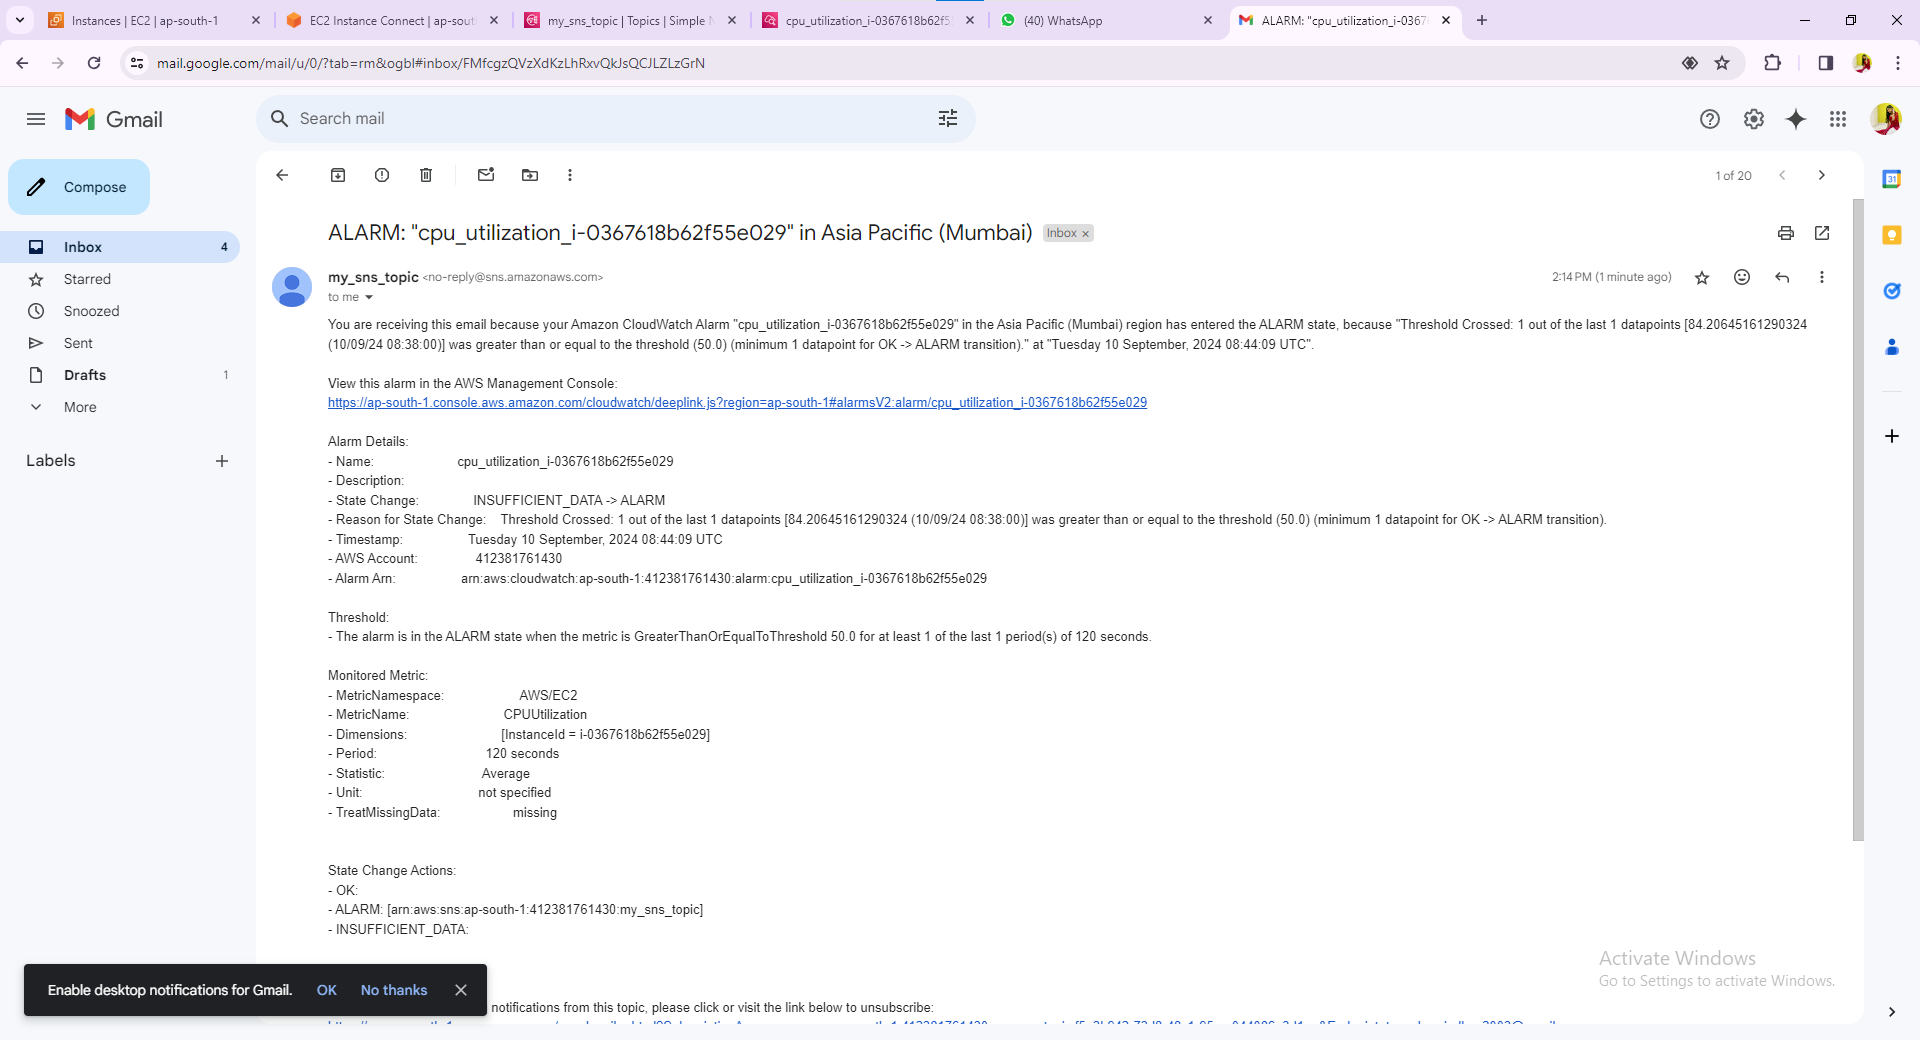 Instances | EC2 | ap-south-1
EC2 Instance Connect | ap-sout
my_sns_topic | Topics | Simple N
cpu_utilization_i-0367618b62f55
(40) WhatsApp
ALARM: "cpu_utilization_i-0367
mail.google.com/mail/u/0/?tab=rm&ogbl#inbox/FMfcgzQVzXdKzLhRxvQkJsQCJLZLzGrN
Gmail
Search mail
Compose
1 of 20
Inbox 4
Starred
Snoozed
Sent
Drafts 1
More
Labels
ALARM: "cpu_utilization_i-0367618b62f55e029" in Asia Pacific (Mumbai) Inbox x
my_sns_topic <no-reply@sns.amazonaws.com> 2:14 PM (1 minute ago)
to me
You are receiving this email because your Amazon CloudWatch Alarm "cpu_utilization_i-0367618b62f55e029" in the Asia Pacific (Mumbai) region has entered the ALARM state, because "Threshold Crossed: 1 out of the last 1 datapoints [84.20645161290324
(10/09/24 08:38:00)] was greater than or equal to the threshold (50.0) (minimum 1 datapoint for OK -> ALARM transition)." at "Tuesday 10 September, 2024 08:44:09 UTC".
View this alarm in the AWS Management Console:
https://ap-south-1.console.aws.amazon.com/cloudwatch/deeplink.js?region=ap-south-1#alarmsV2:alarm/cpu_utilization_i-0367618b62f55e029
Alarm Details:
- Name: cpu_utilization_i-0367618b62f55e029
- Description:
- State Change: INSUFFICIENT_DATA -> ALARM
- Reason for State Change: Threshold Crossed: 1 out of the last 1 datapoints [84.20645161290324 (10/09/24 08:38:00)] was greater than or equal to the threshold (50.0) (minimum 1 datapoint for OK -> ALARM transition).
- Timestamp: Tuesday 10 September, 2024 08:44:09 UTC
- AWS Account: 412381761430
- Alarm Arn: arn:aws:cloudwatch:ap-south-1:412381761430:alarm:cpu_utilization_i-0367618b62f55e029
Threshold:
- The alarm is in the ALARM state when the metric is GreaterThanOrEqualToThreshold 50.0 for at least 1 of the last 1 period(s) of 120 seconds.
Monitored Metric:
- MetricNamespace: AWS/EC2
- MetricName: CPUUtilization
- Dimensions: [InstanceId = i-0367618b62f55e029]
- Period: 120 seconds
- Statistic: Average
- Unit: not specified
- TreatMissingData: missing
State Change Actions:
- OK:
- ALARM: [arn:aws:sns:ap-south-1:412381761430:my_sns_topic]
- INSUFFICIENT_DATA:
notifications from this topic, please click or visit the link below to unsubscribe:
Enable desktop notifications for Gmail. OK No thanks
Activate Windows
Go to Settings to activate Windows.
31